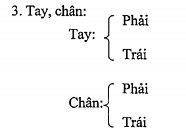 3. Tay, chân:
Phải
Tay:
Trái
Phải
Chân:
Trái